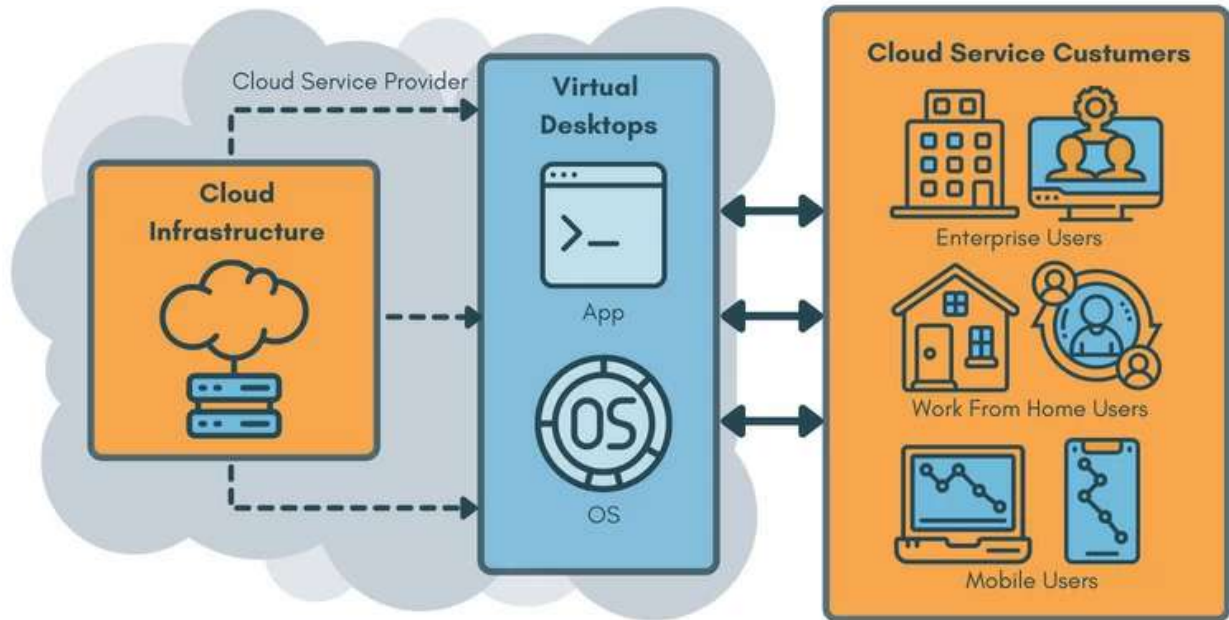 Cloud Service Provider
Cloud
Infrastructure
Virtual
Desktops
>_
App
OS
OS
Cloud Service Custumers
Enterprise Users
Work From Home Users
Mobile Users